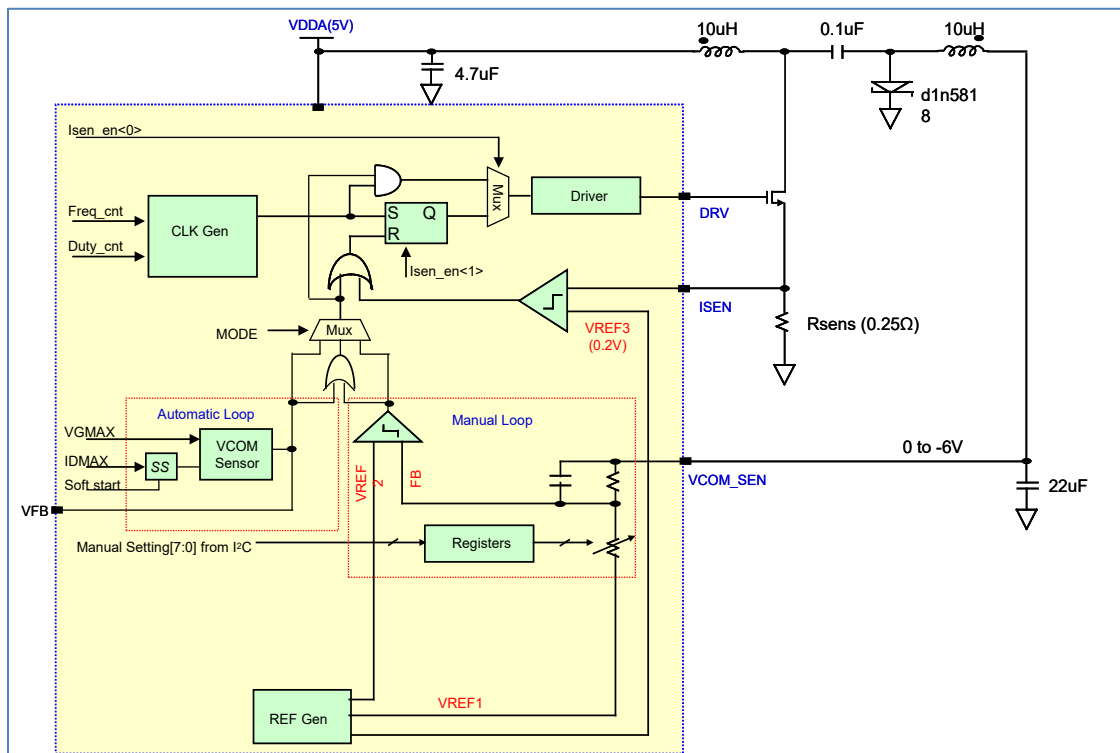 VDDA(5V)
10uH
0.1uF
10uH
4.7uF
d1n581
8
Isen_en<0>
Mux
Driver
DRV
Freq_cnt
Duty_cnt
CLK Gen
S
Q
R
Isen_en<1>
ISEN
VREF3
(0.2V)
Rsens (0.25Ω)
MODE
Mux
Automatic Loop
Manual Loop
VGMAX
IDMAX
Soft start
SS
VCOM
Sensor
VREF
2
FB
VCOM_SEN
0 to -6V
22uF
VFB
Manual Setting[7:0] from I²C
Registers
REF Gen
VREF1